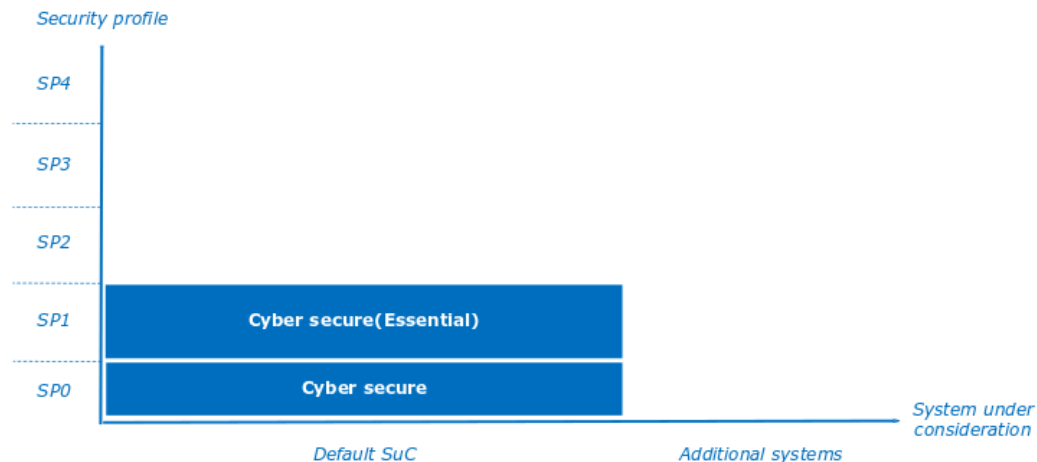 Security profile
SP4
SP3
SP2
SP1
Cyber secure(Essential)
SP0
Cyber secure
System under
consideration
Default SuC
Additional systems